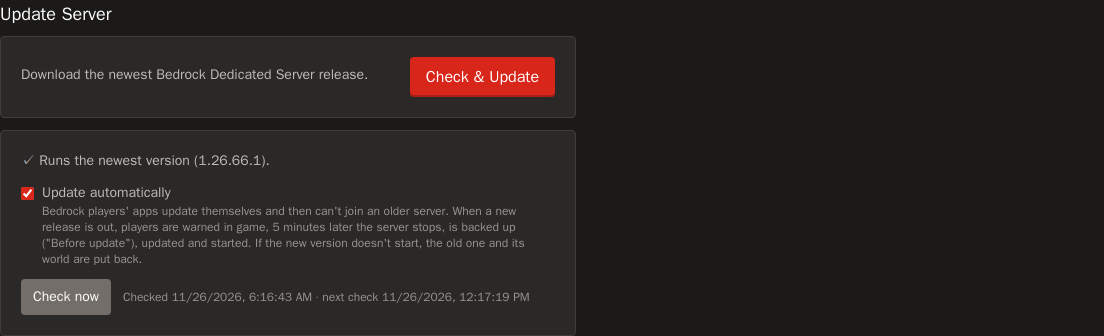 Update Server
Download the newest Bedrock Dedicated Server release.
Check & Update
✓ Runs the newest version (1.26.66.1).
Update automatically
Bedrock players' apps update themselves and then can't join an older server. When a new
release is out, players are warned in game, 5 minutes later the server stops, is backed up
("Before update"), updated and started. If the new version doesn't start, the old one and its
world are put back.
Check now
Checked 11/26/2026, 6:16:43 AM · next check 11/26/2026, 12:17:19 PM